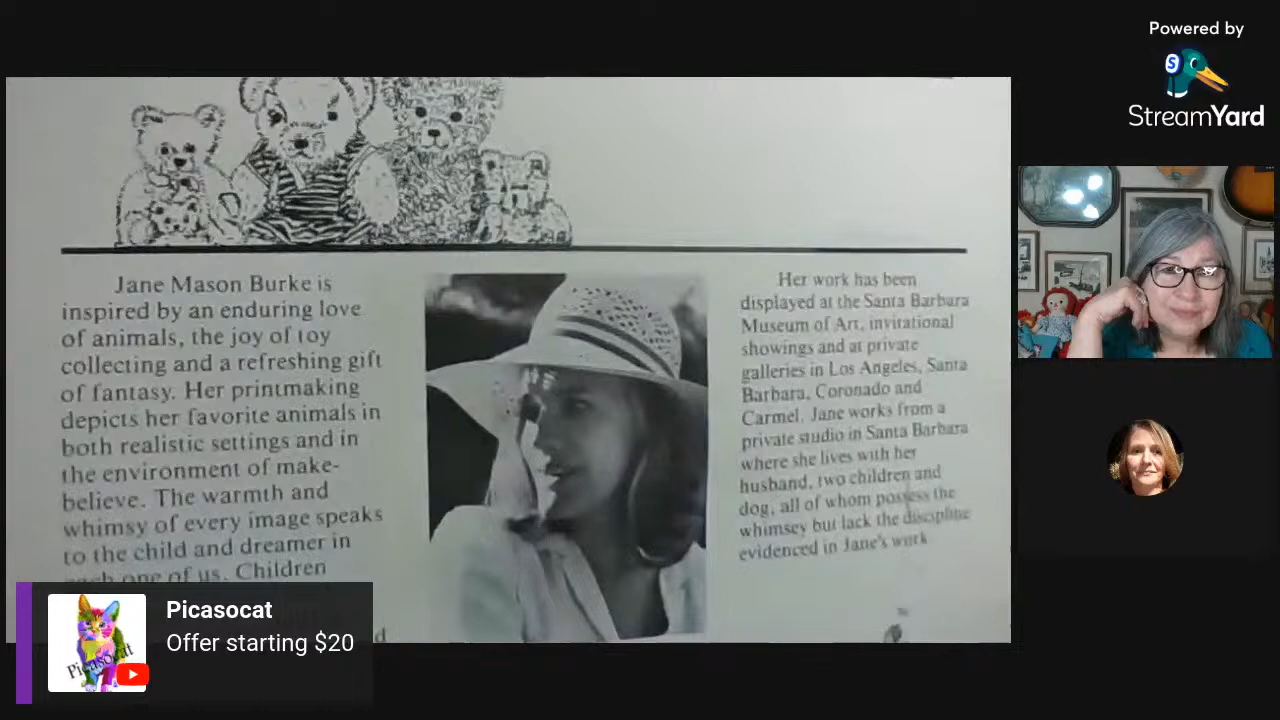 Powered by
StreamYard
Jane Mason Burke is
inspired by an enduring love
of animals, the joy of toy
collecting and a refreshing gift
of fantasy. Her printmaking
depicts her favorite animals in
both realistic settings and in
the environment of make-
believe. The warmth and
whimsy of every image speaks
to the child and dreamer in
each one of us. Children
Her work has been
displayed at the Santa Barbara
Museum of Art, invitational
showings and at private
galleries in Los Angeles, Santa
Barbara, Coronado and
Carmel. Jane works from a
private studio in Santa Barbara
where she lives with her
husband, two children and
dog, all of whom possess the
whimsey but lack the discipline
evidenced in Jane's work
Picasocat
Picasocat
Offer starting $20